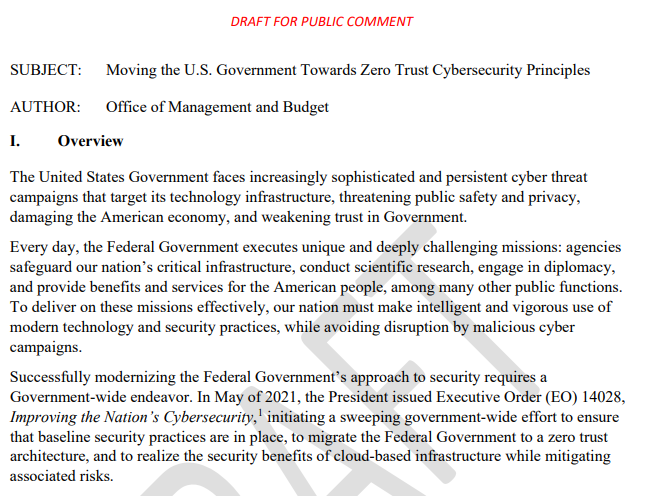 DRAFT FOR PUBLIC COMMENT
SUBJECT: Moving the U.S. Government Towards Zero Trust Cybersecurity Principles
AUTHOR: Office of Management and Budget
I. Overview
The United States Government faces increasingly sophisticated and persistent cyber threat
campaigns that target its technology infrastructure, threatening public safety and privacy,
damaging the American economy, and weakening trust in Government.
Every day, the Federal Government executes unique and deeply challenging missions: agencies
safeguard our nation’s critical infrastructure, conduct scientific research, engage in diplomacy,
and provide benefits and services for the American people, among many other public functions.
To deliver on these missions effectively, our nation must make intelligent and vigorous use of
modern technology and security practices, while avoiding disruption by malicious cyber
campaigns.
Successfully modernizing the Federal Government’s approach to security requires a
Government-wide endeavor. In May of 2021, the President issued Executive Order (EO) 14028,
Improving the Nation’s Cybersecurity,1 initiating a sweeping government-wide effort to ensure
that baseline security practices are in place, to migrate the Federal Government to a zero trust
architecture, and to realize the security benefits of cloud-based infrastructure while mitigating
associated risks.
DRAFT